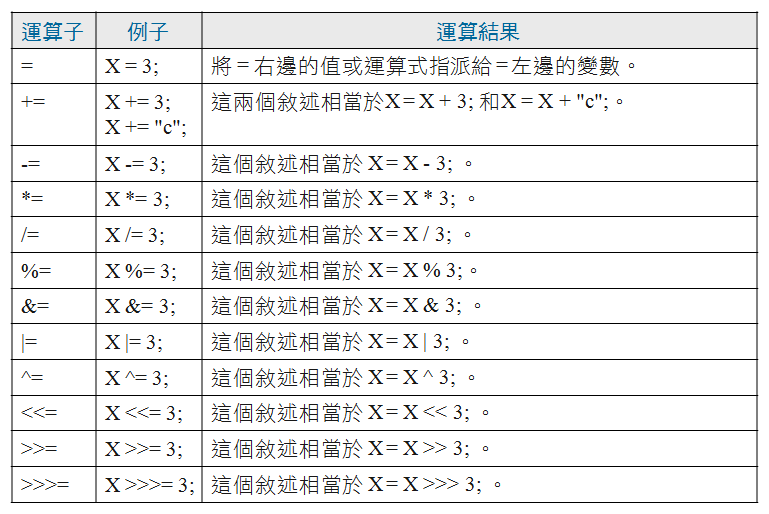 運算子 例子 運算結果
= X = 3; 將 = 右邊的值或運算式指派給 = 左邊的變數。
+= X += 3; 這兩個敘述相當於X = X + 3; 和X = X + "c";。
X += "c";
-= X -= 3; 這個敘述相當於 X = X - 3; 。
*= X *= 3; 這個敘述相當於 X = X * 3; 。
/= X /= 3; 這個敘述相當於 X = X / 3; 。
%= X %= 3; 這個敘述相當於 X = X % 3;。
&= X &= 3; 這個敘述相當於 X = X & 3; 。
|= X |= 3; 這個敘述相當於 X = X | 3; 。
^= X ^= 3; 這個敘述相當於 X = X ^ 3; 。
<<= X <<= 3; 這個敘述相當於 X = X << 3; 。
>>= X >>= 3; 這個敘述相當於 X = X >> 3; 。
>>>= X >>>= 3; 這個敘述相當於 X = X >>> 3; 。